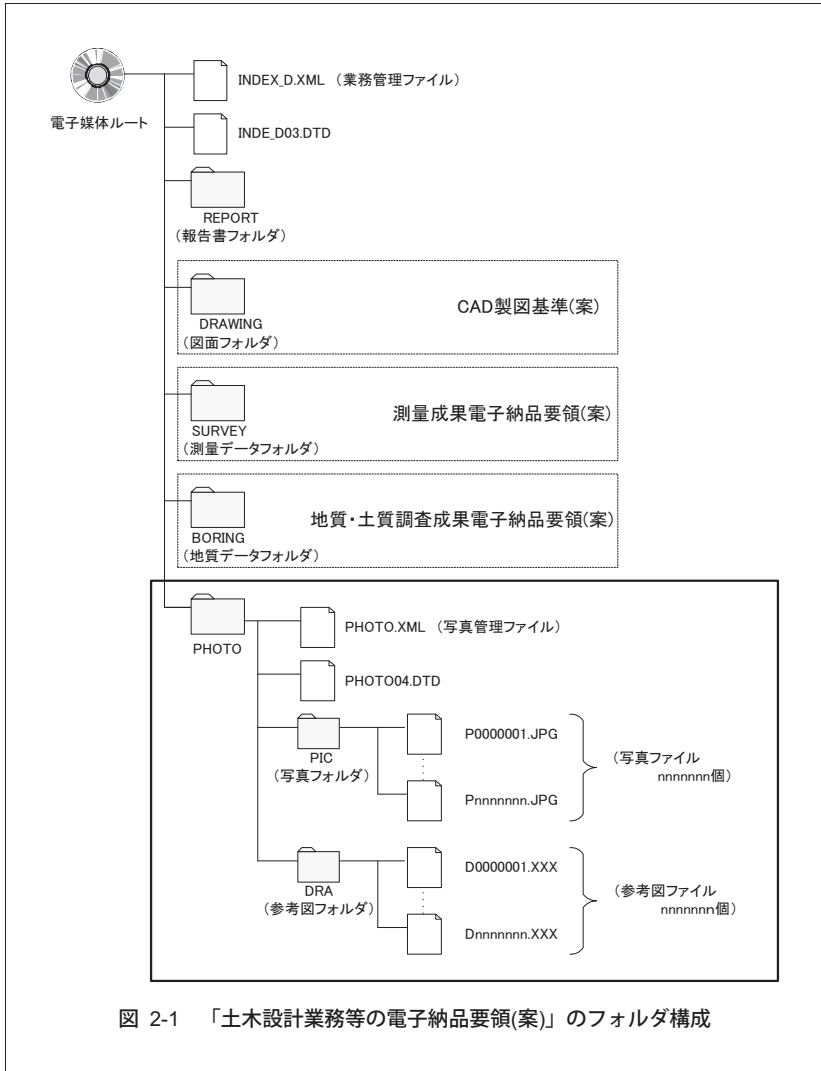 電子媒体ルート
INDEX_D.XML (業務管理ファイル)
INDE_D03.DTD
REPORT
(報告書フォルダ)
DRAWING
(図面フォルダ)
CAD製図基準(案)
SURVEY
(測量データフォルダ)
測量成果電子納品要領(案)
BORING
(地質データフォルダ)
地質・土質調査成果電子納品要領(案)
PHOTO
PHOTO.XML (写真管理ファイル)
PHOTO04.DTD
PIC
(写真フォルダ)
P0000001.JPG
Pnnnnnnn.JPG
(写真ファイル
nnnnnnn個)
DRA
(参考図フォルダ)
D0000001.XXX
Dnnnnnnn.XXX
(参考図ファイル
nnnnnnn個)
図 2-1 「土木設計業務等の電子納品要領(案)」のフォルダ構成